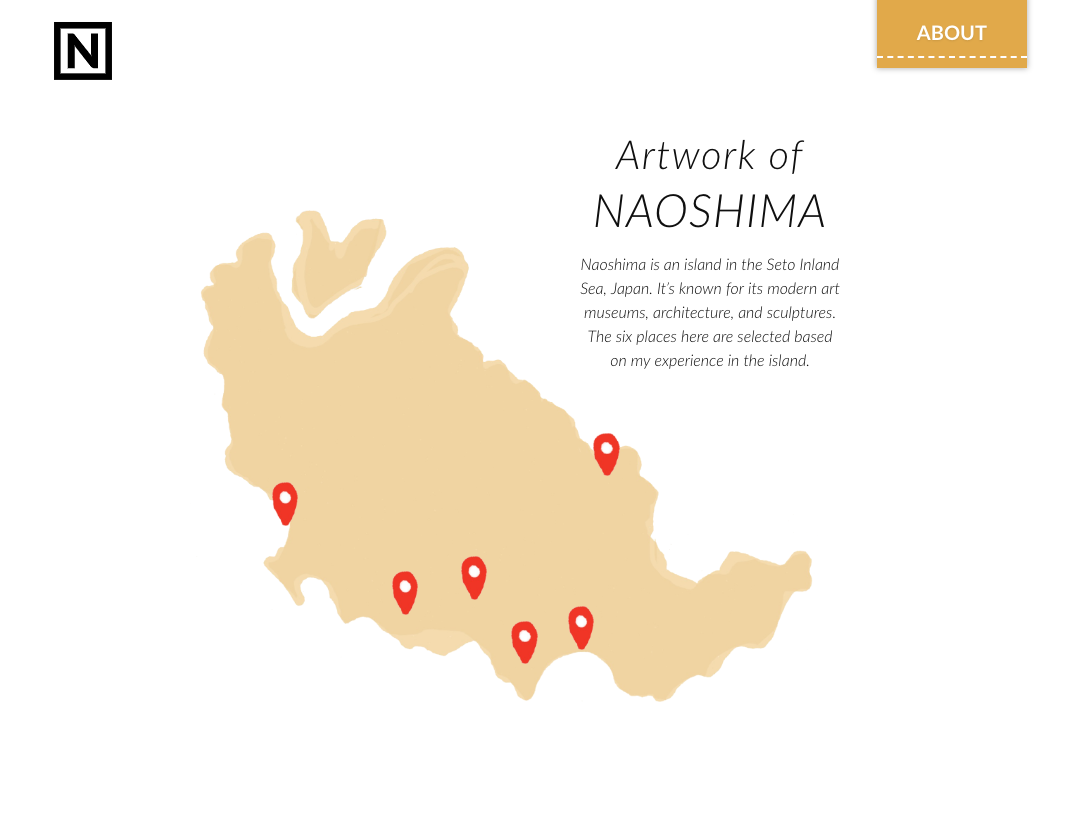 N
ABOUT
Artwork of
NAOSHIMA
Naoshima is an island in the Seto Inland
Sea, Japan. It’s known for its modern art
museums, architecture, and sculptures.
The six places here are selected based
on my experience in the island.